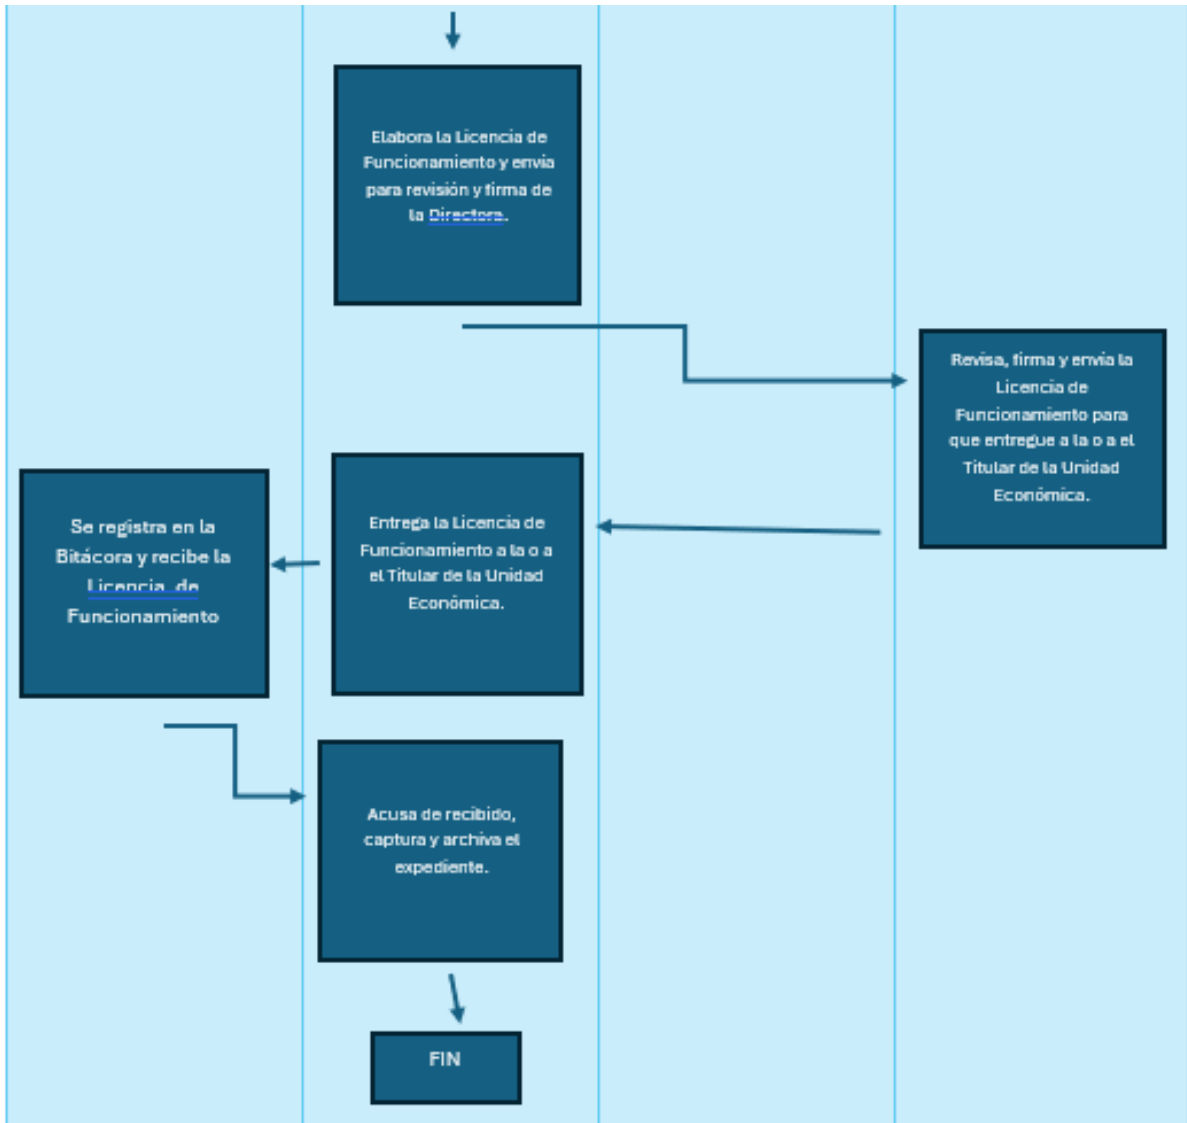 Elabora la Licencia de
Funcionamiento y envía
para revisión y firma de
la Directora.
Revisa, firma y envía la
Licencia de
Funcionamiento para
que entregue a la o a el
Titular de la Unidad
Económica.
Se registra en la
Bitácora y recibe la
Licencia de
Funcionamiento
Entrega la Licencia de
Funcionamiento a la o a
el Titular de la Unidad
Económica.
Acusa de recibido,
captura y archiva el
expediente.
FIN